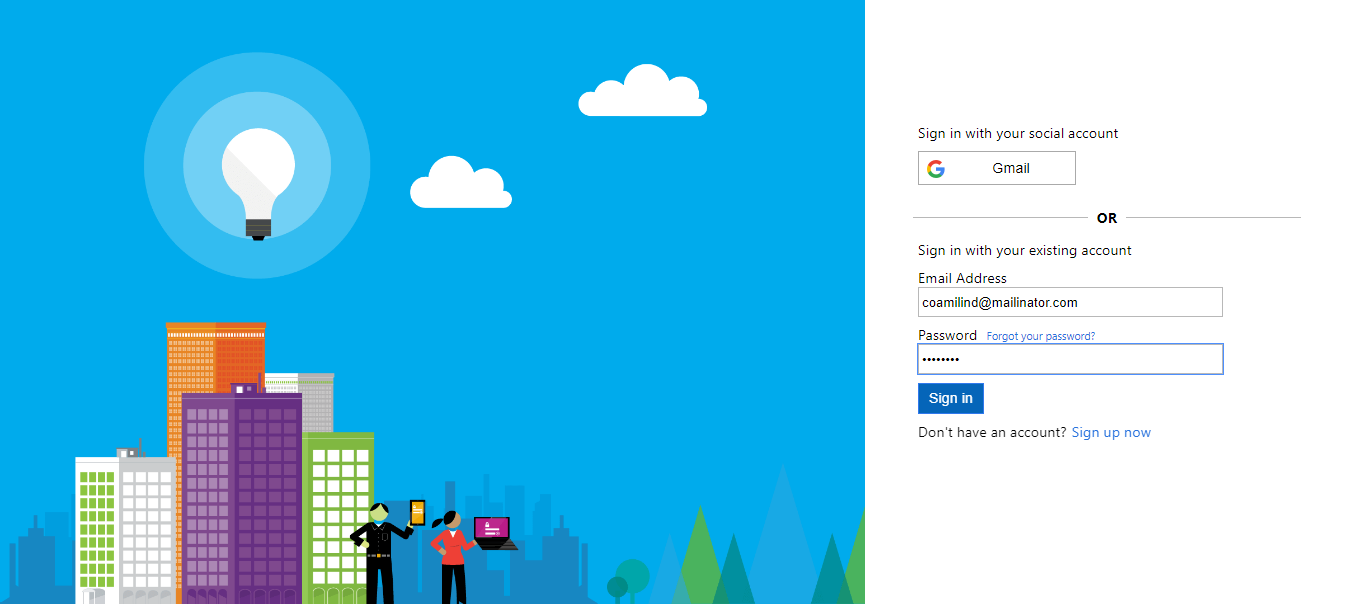 Sign in with your social account
Gmail
OR
Sign in with your existing account
Email Address
coamilind@mailinator.com
Password Forgot your password?
••••••••
Sign in
Don't have an account? Sign up now